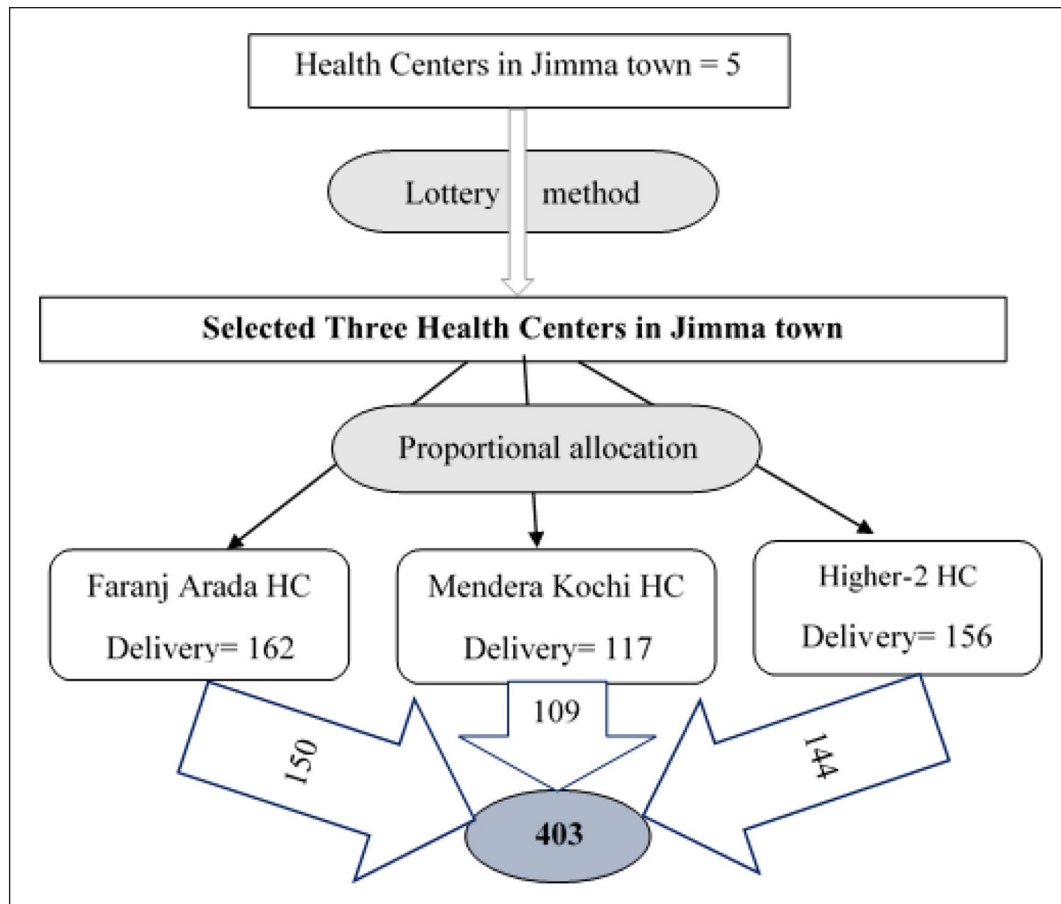 Health Centers in Jimma town = 5
Lottery method
Selected Three Health Centers in Jimma town
Proportional allocation
Faranj Arada HC
Delivery= 162
Mendera Kochi HC
Delivery= 117
Higher-2 HC
Delivery= 156
150
109
144
403